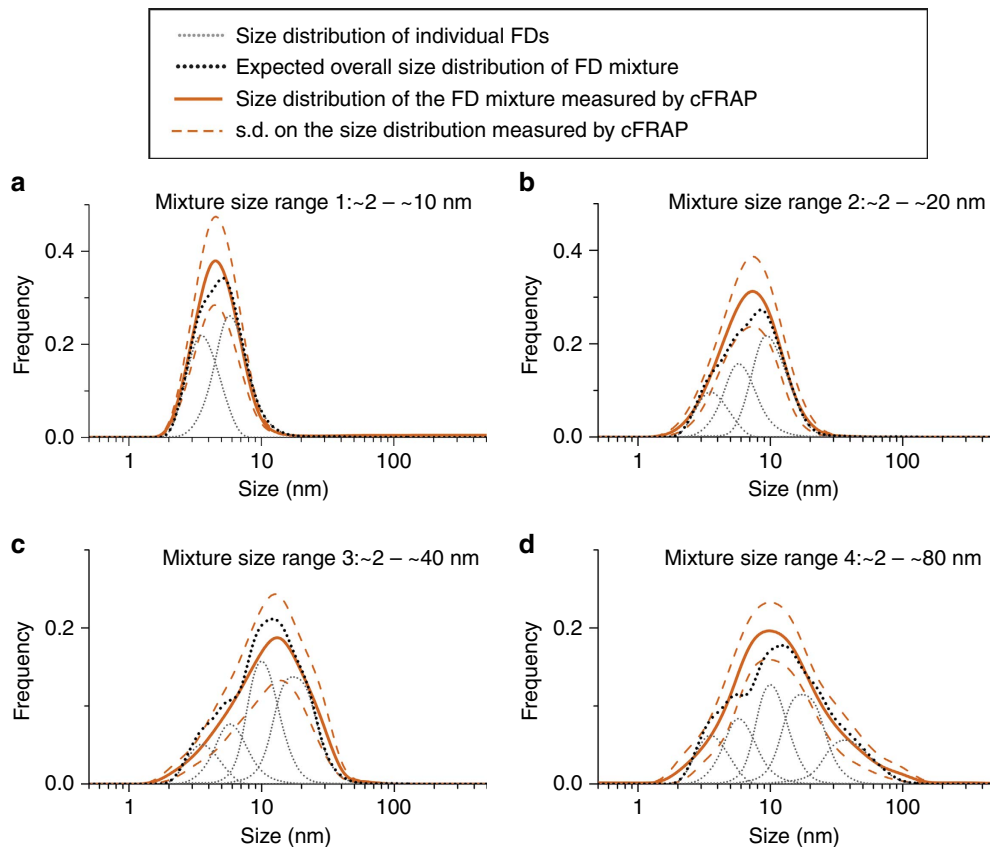 Size distribution of individual FDs
Expected overall size distribution of FD mixture
Size distribution of the FD mixture measured by cFRAP
s.d. on the size distribution measured by cFRAP
a
Mixture size range 1:~2 – ~10 nm
0.4
0.2
0.0
Frequency
1 10 100
Size (nm)
b
Mixture size range 2:~2 – ~20 nm
0.4
0.2
0.0
Frequency
1 10 100
Size (nm)
c
Mixture size range 3:~2 – ~40 nm
0.2
0.0
Frequency
1 10 100
Size (nm)
d
Mixture size range 4:~2 – ~80 nm
0.2
0.0
Frequency
1 10 100
Size (nm)